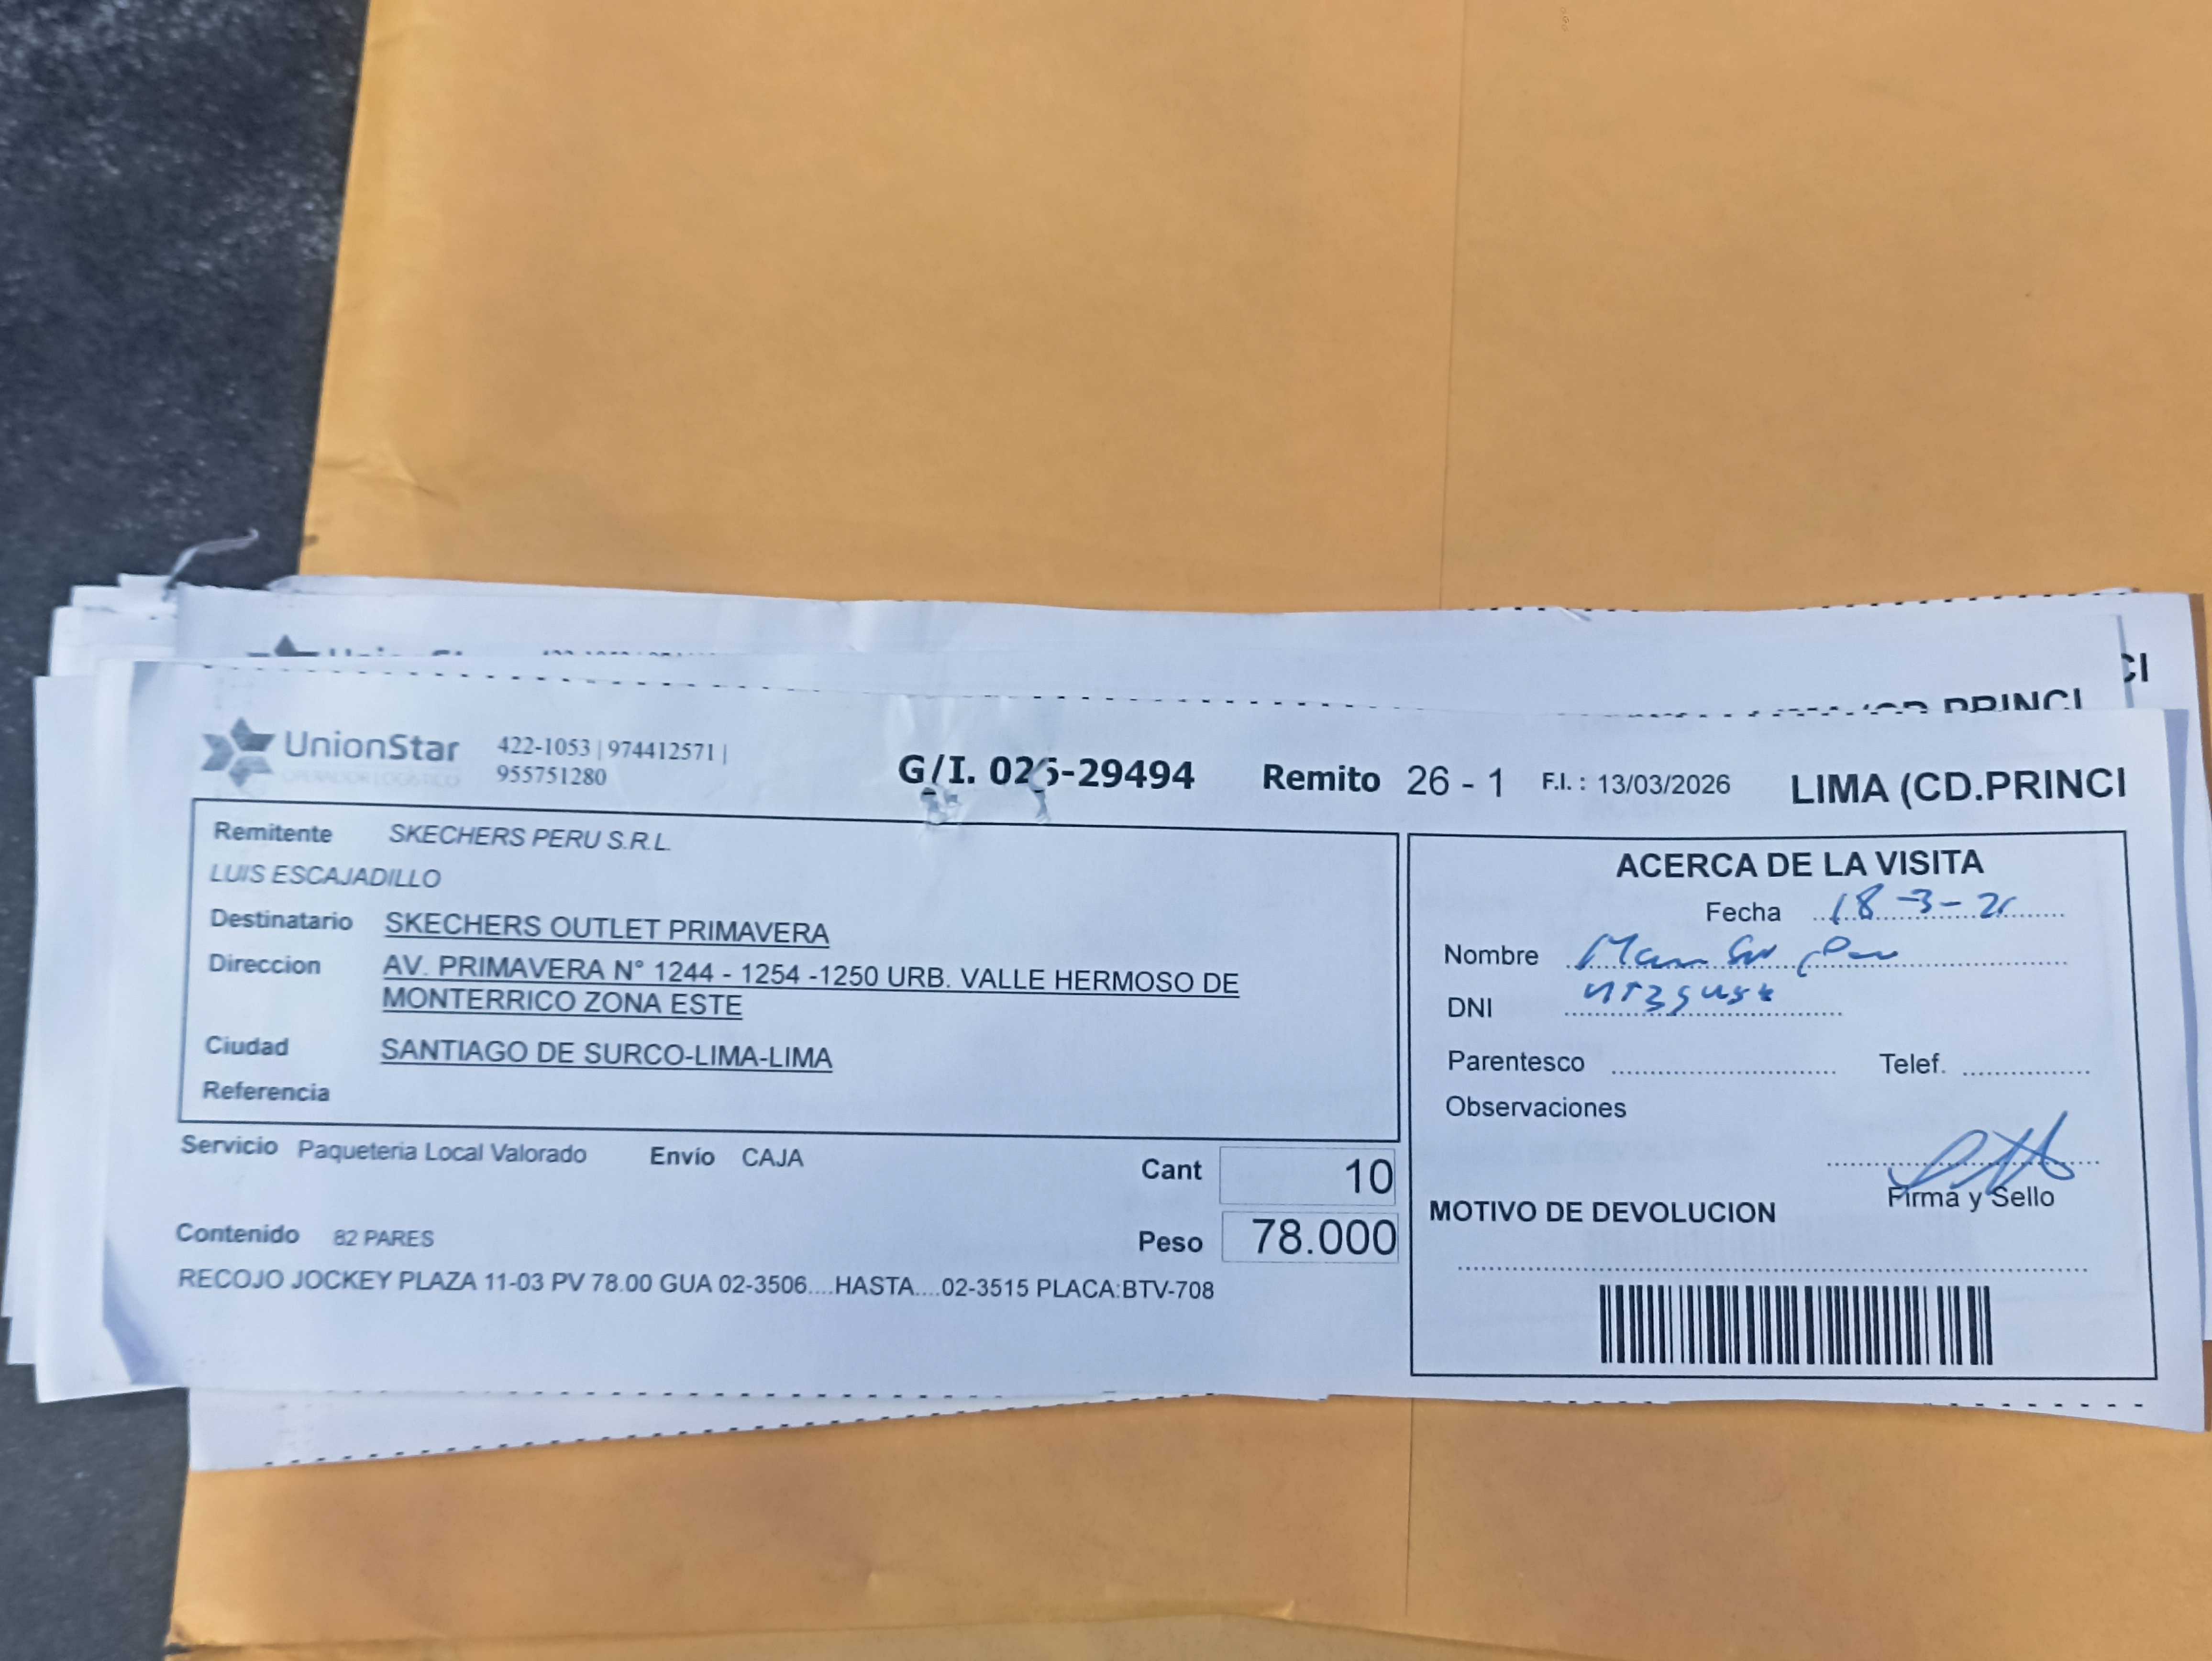 UnionStar
OPERADOR LOGISTICO
422-1053 | 974412571 |
955751280
G/I. 026-29494
Remito 26 - 1
F.I. : 13/03/2026
LIMA (CD.PRINCI
Remitente SKECHERS PERU S.R.L.
LUIS ESCAJADILLO
Destinatario SKECHERS OUTLET PRIMAVERA
Direccion AV. PRIMAVERA N° 1244 - 1254 -1250 URB. VALLE HERMOSO DE
MONTERRICO ZONA ESTE
Ciudad SANTIAGO DE SURCO-LIMA-LIMA
Referencia
Servicio Paqueteria Local Valorado Envío CAJA
Cant 10
Contenido 82 PARES
Peso 78.000
RECOJO JOCKEY PLAZA 11-03 PV 78.00 GUA 02-3506....HASTA....02-3515 PLACA:BTV-708
ACERCA DE LA VISITA
Fecha 18-3-26
Nombre
DNI
Parentesco Telef.
Observaciones
Firma y Sello
MOTIVO DE DEVOLUCION